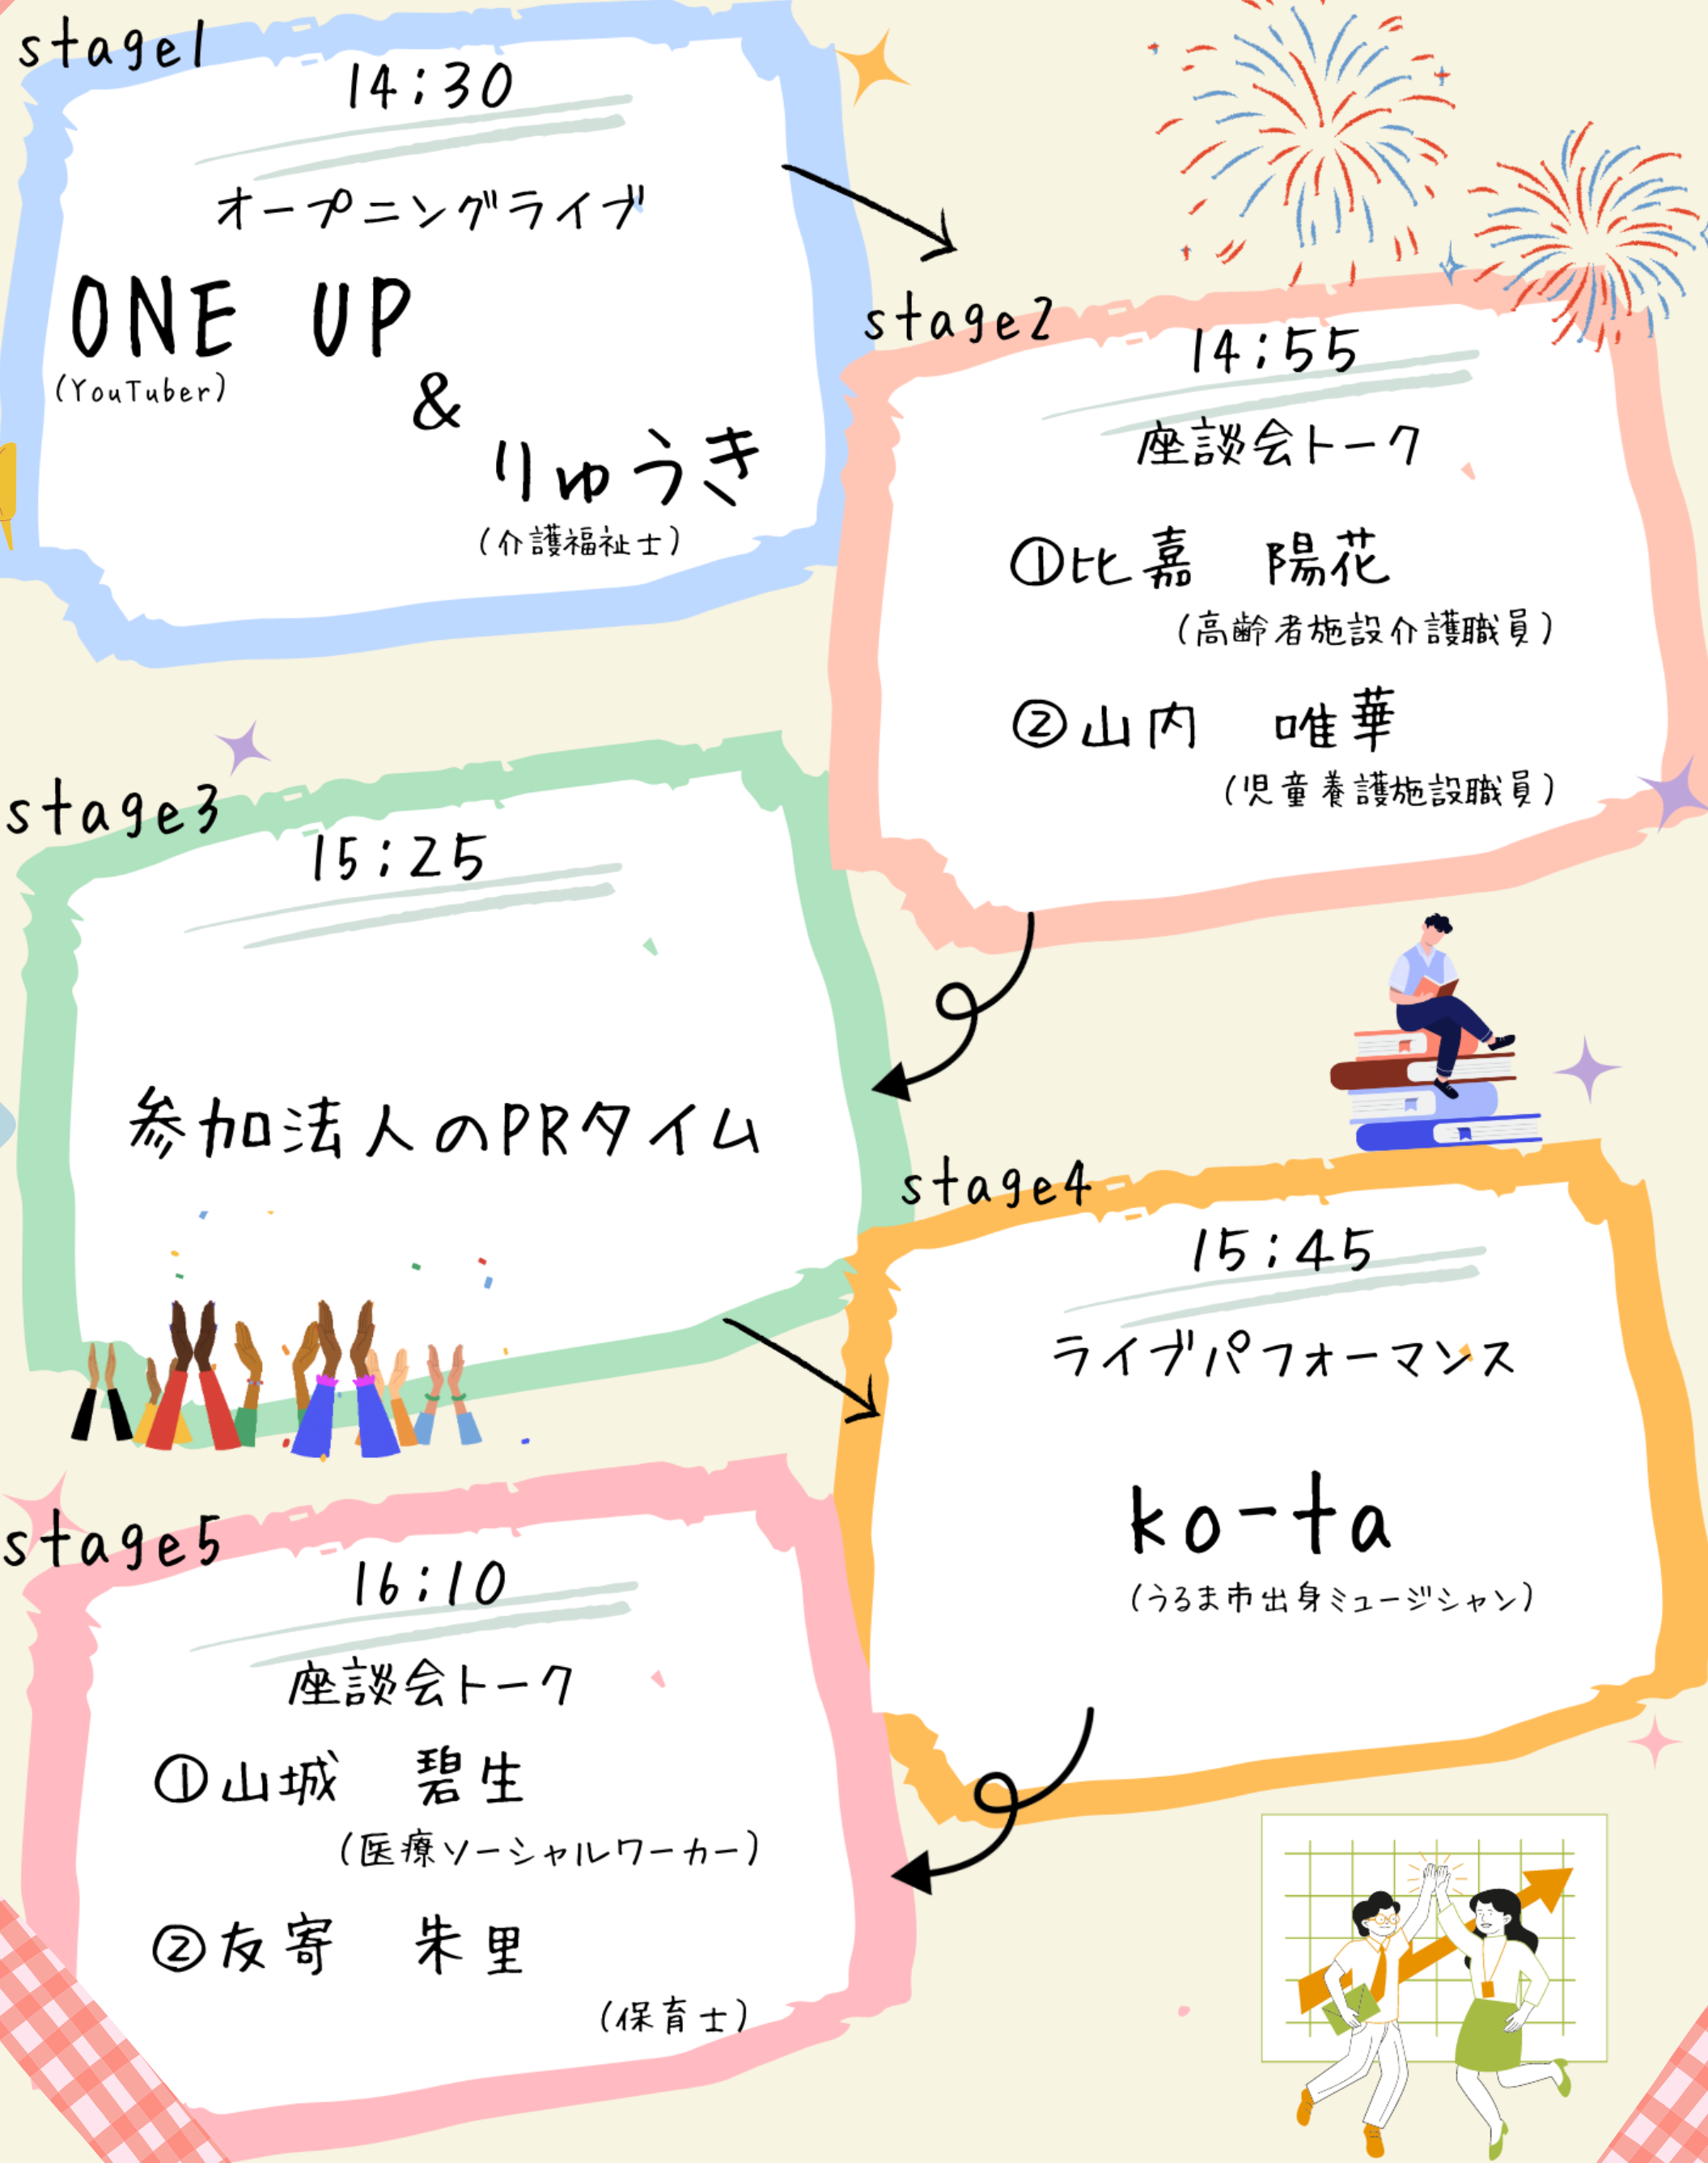 stage1
14:30
オープニングライブ
ONE UP
(YouTuber)
&
りゅうき
(介護福祉士)
stage2
14:55
座談会トーク
①比嘉　陽花
(高齢者施設介護職員)
②山内　唯華
(児童養護施設職員)
stage3
15:25
参加法人のPRタイム
stage4
15:45
ライブパフォーマンス
ko-ta
(うるま市出身ミュージシャン)
stage5
16:10
座談会トーク
①山城　碧生
(医療ソーシャルワーカー)
②友寄　朱里
(保育士)